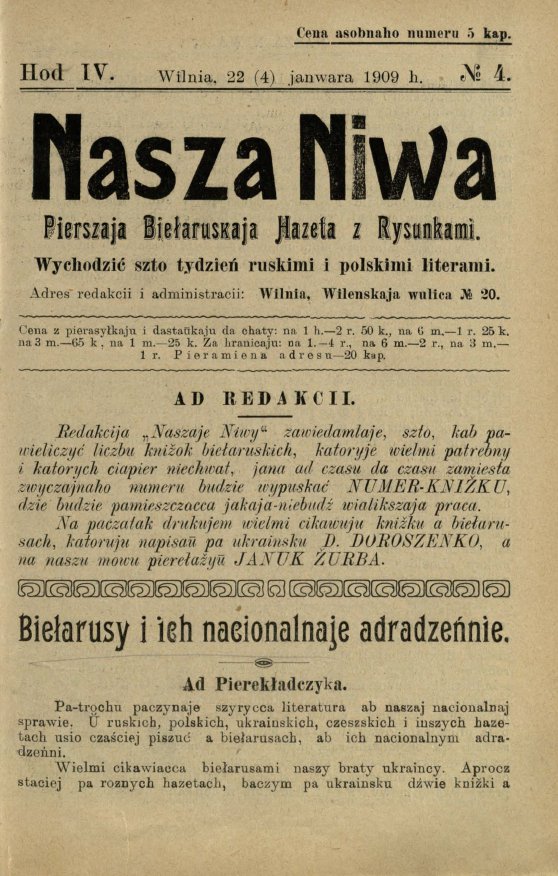 Cena asobnaho numeru 5 kap.
Hod IV. Wilnia, 22 (4) janwara 1909 h. № 4.
Nasza Niwa
Pierszaja Biełaruskaja Hazeta z Rysunkami.
Wychodzić szto tydzień ruskimi i polskimi literami.
Adres redakcii i administracii: Wilnia, Wilenskaja wulica № 20.
Cena z pierasyłkaju i dastaŭkaju da chaty: na 1 h.—2 r. 50 k., na 6 m.—1 r. 25 k.
na 3 m.—65 k, na 1 m.—25 k. Za hranicaju: na 1.—4 r., na 6 m.—2 r., na 3 m.—
1 r. Pieramiena adresu—20 kap.
AD REDAKCII.
Redakcija „Naszaje Niwy“ zawiedamlaje, szto, kab pa-
wieliczyć liczbu knižok biełaruskich, katoryje wielmi patrebny
i katorych ciapier niechwat, jana ad czasu da czasu zamiesta
zwyczajnaho numeru budzie wypuskać NUMER-KNIŽKU,
dzie budzie pamieszczacca jakaja-niebudź wialikszaja praca.
Na paczatak drukujem wielmi cikawuju knižku a biełaru-
sach, katoruju napisaŭ pa ukrainsku D. DOROSZENKO, a
na naszu mowu pierełažyŭ JANUK ŽURBA.
Biełarusy i ich nacionalnaje adradzeńnie.
Ad Pierekładczyka.
Pa-trochu paczynaje szyrycca literatura ab naszaj nacionalnaj
sprawie. U ruskich, polskich, ukrainskich, czeszskich i inszych haze-
tach usio czaściej piszuć a biełarusach, ab ich nacionalnym adra-
dzeńni.
Wielmi cikawiacca biełarusami naszy braty ukraincy. Aprocz
staciej pa roznych hazetach, baczym pa ukrainsku dźwie knižki a